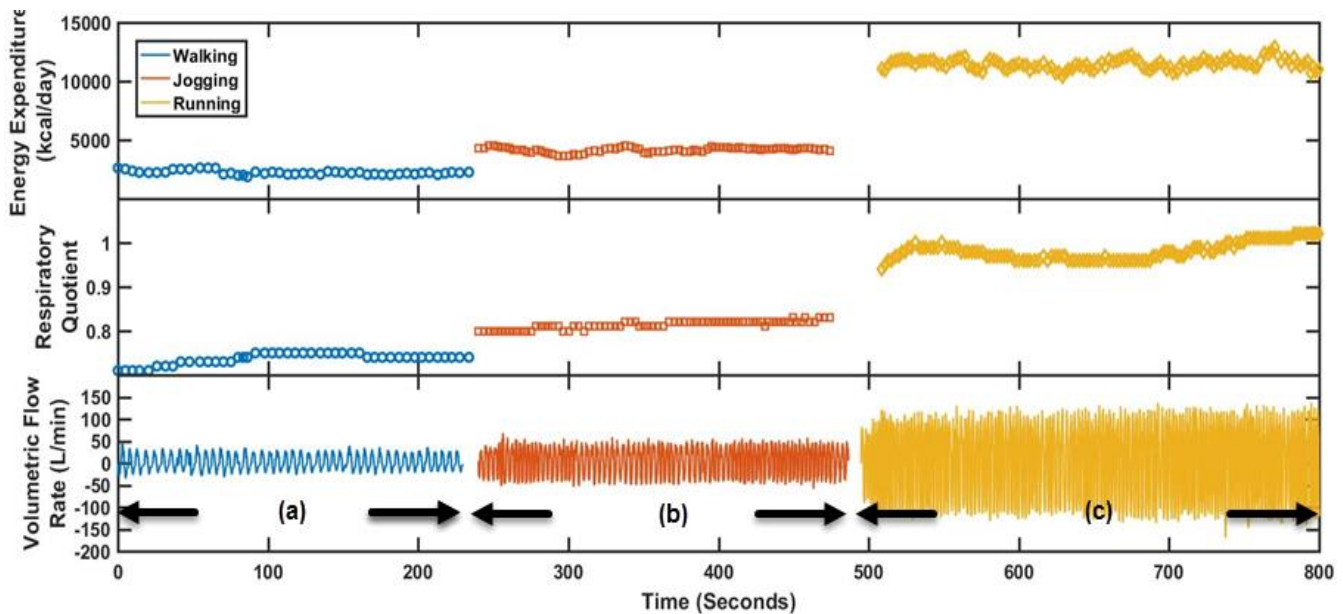 15000
10000
5000
Energy Expenditure
(kcal/day)
Walking
Jogging
Running
1
0.9
0.8
Respiratory
Quotient
150
100
50
0
-50
-100
-150
-200
Volumetric Flow
Rate (L/min)
(a)
(b)
(c)
0 100 200 300 400 500 600 700 800
Time (Seconds)